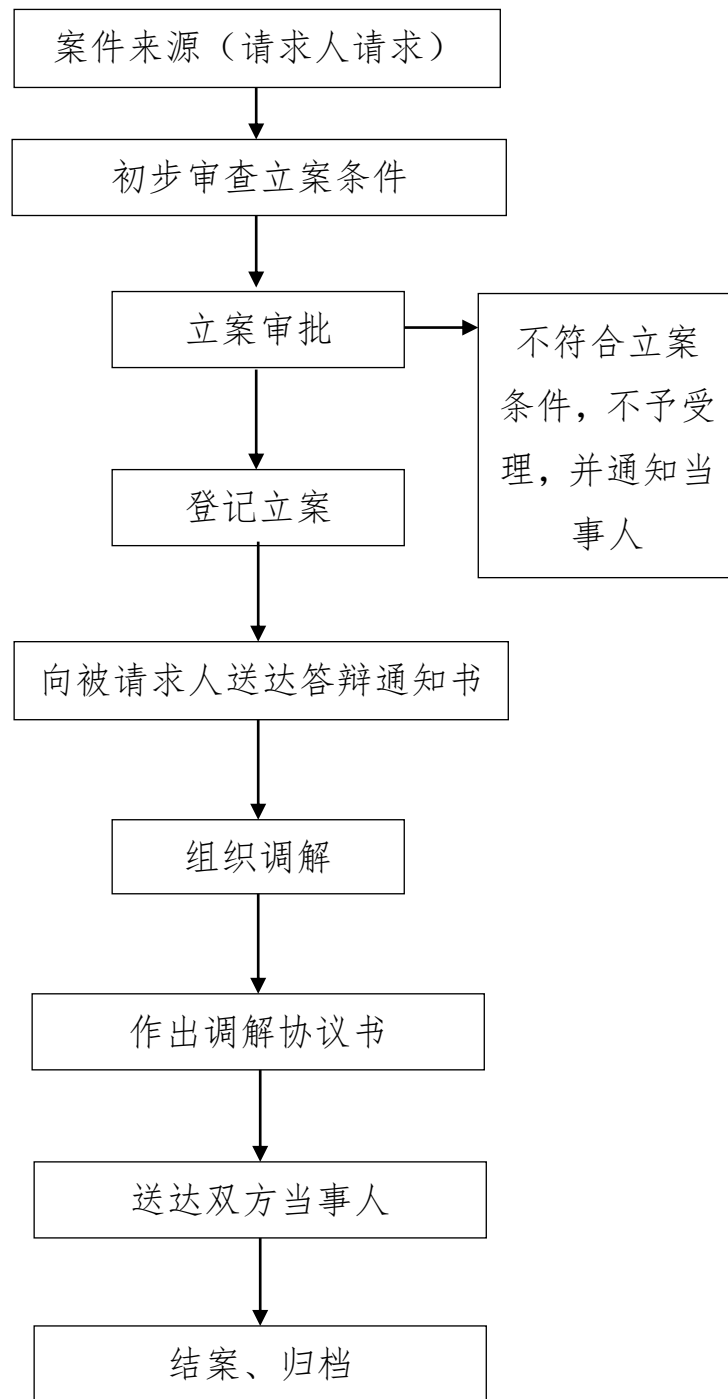 案件来源（请求人请求）
初步审查立案条件
立案审批
不符合立案
条件，不予受
理，并通知当
事人
登记立案
向被请求人送达答辩通知书
组织调解
作出调解协议书
送达双方当事人
结案、归档